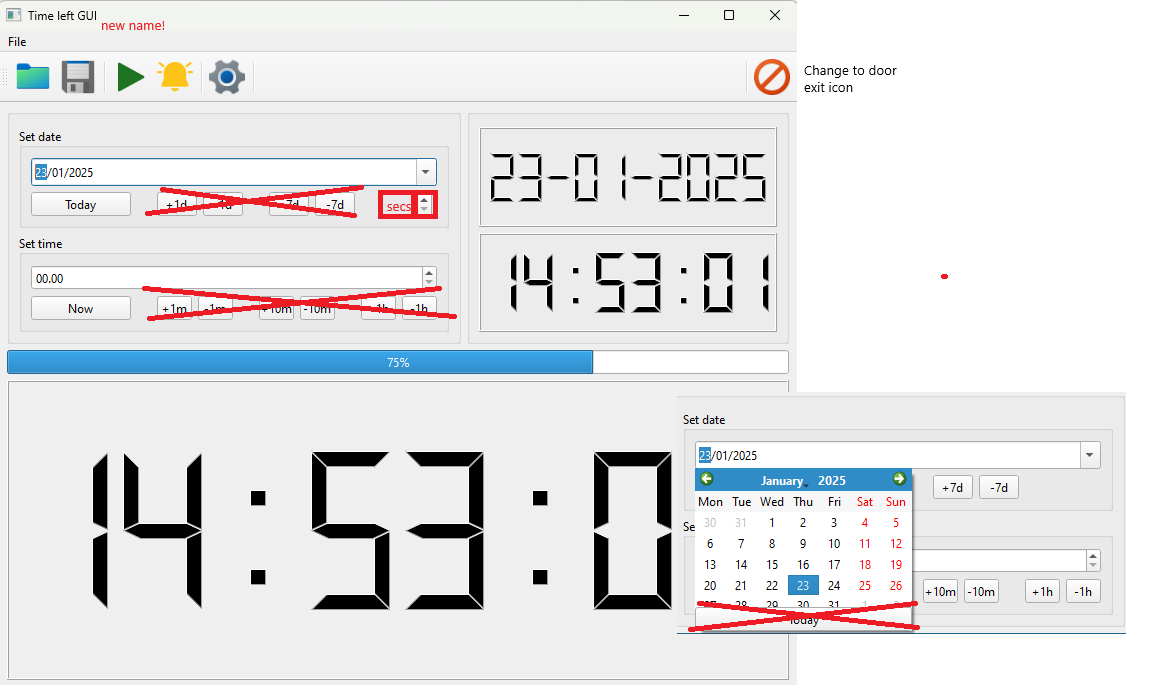 Time left GUI
new name!
File
Change to door
exit icon
Set date
23/01/2025
Today
+1d
-7d
secs
23-01-2025
Set time
00.00
Now
+1m
-1m
+10m
-10m
-1h
14:53:01
75%
14:53:0
Set date
23/01/2025
January 2025
Mon Tue Wed Thu Fri Sat Sun
30 31 1 2 3 4 5
6 7 8 9 10 11 12
13 14 15 16 17 18 19
20 21 22 23 24 25 26
27 28 29 30 31 1
Today
+7d
-7d
Se
+10m
-10m
+1h
-1h